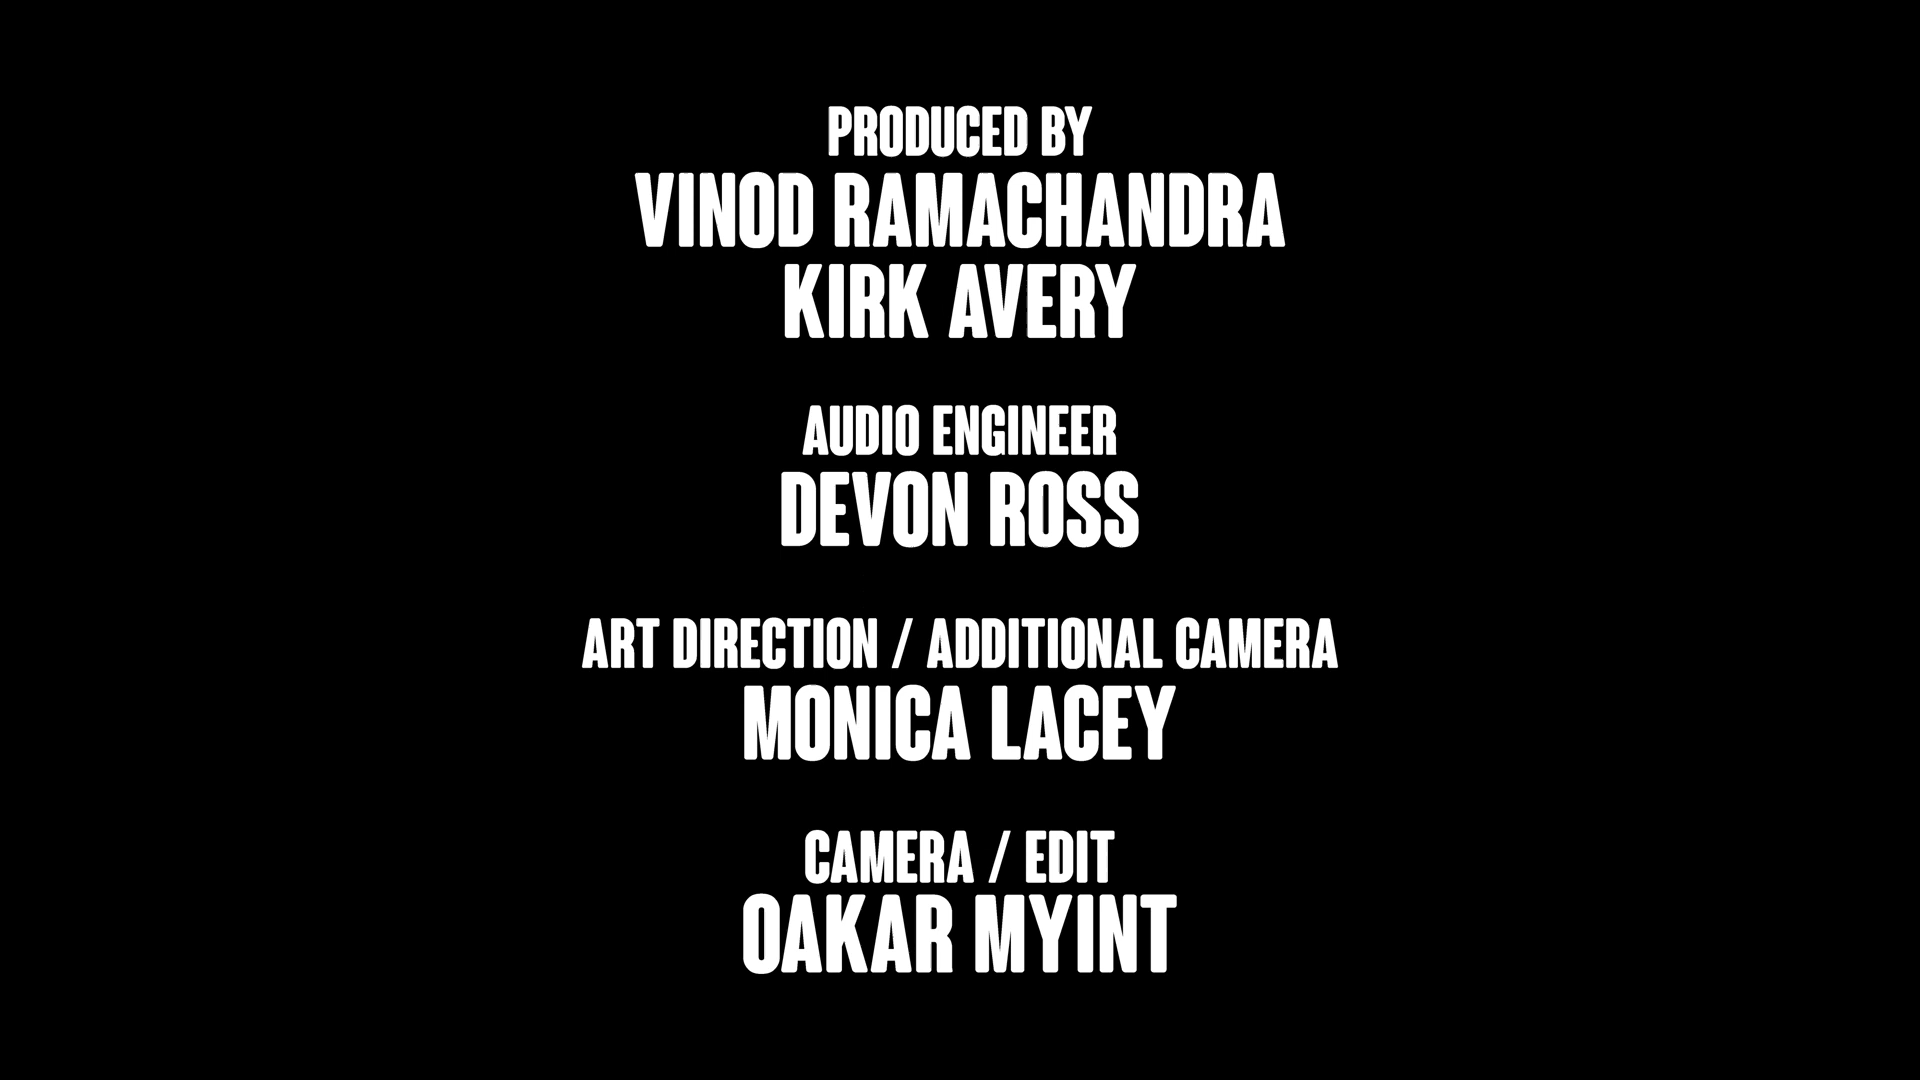 PRODUCED BY
VINOD RAMACHANDRA
KIRK AVERY
AUDIO ENGINEER
DEVON ROSS
ART DIRECTION / ADDITIONAL CAMERA
MONICA LACEY
CAMERA / EDIT
OAKAR MYINT